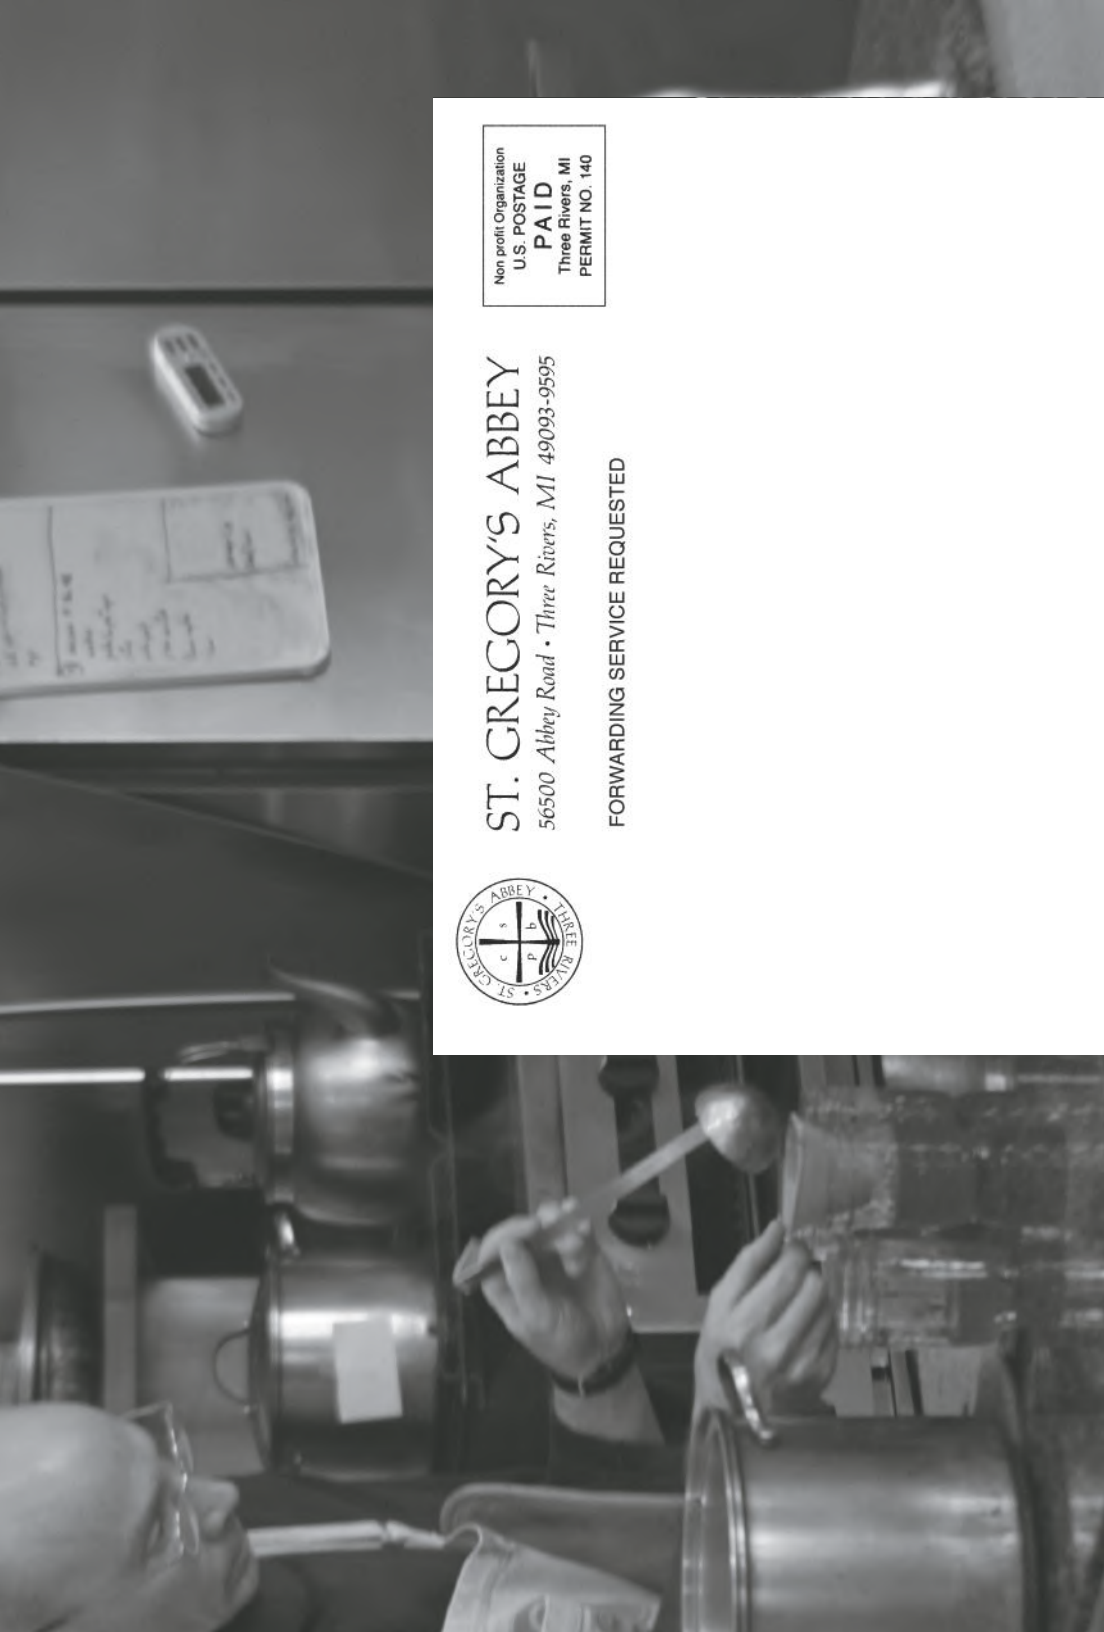 ST. GREGORY'S ABBEY • THREE RIVERS •
c s
p b
ST. GREGORY'S ABBEY
56500 Abbey Road • Three Rivers, MI 49093-9595
FORWARDING SERVICE REQUESTED
Non profit Organization
U.S. POSTAGE
PAID
Three Rivers, MI
PERMIT NO. 140